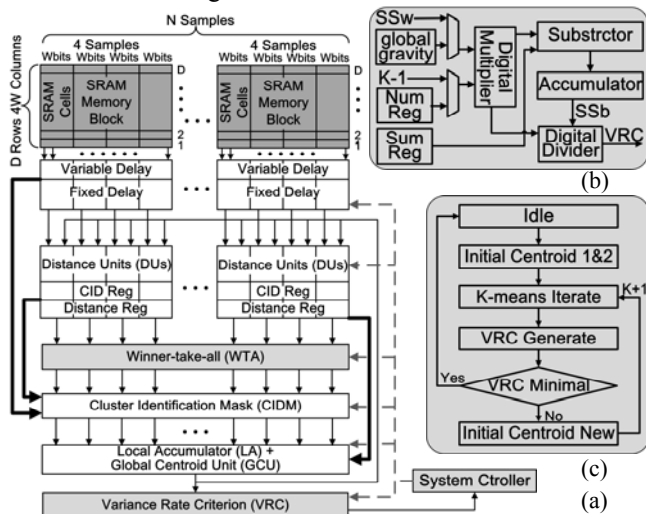 N Samples
4 Samples
4 Samples
Wbits Wbits Wbits Wbits
Wbits Wbits Wbits Wbits
D Rows 4W Columns
SRAM Cells
SRAM Memory Block
SRAM Cells
SRAM Memory Block
D
2
1
Variable Delay
Fixed Delay
Variable Delay
Fixed Delay
Distance Units (DUs)
CID Reg
Distance Reg
Distance Units (DUs)
CID Reg
Distance Reg
Winner-take-all (WTA)
Cluster Identification Mask (CIDM)
Local Accumulator (LA) +
Global Centroid Unit (GCU)
Variance Rate Criterion (VRC)
System Ctroller
(a)
SSw
global gravity
K-1
Num Reg
Sum Reg
Digital Multiplier
Substrctor
Accumulator
SSb
Digital Divider
VRC
(b)
Idle
Initial Centroid 1&2
K-means Iterate
K+1
VRC Generate
Yes
VRC Minimal
No
Initial Centroid New
(c)